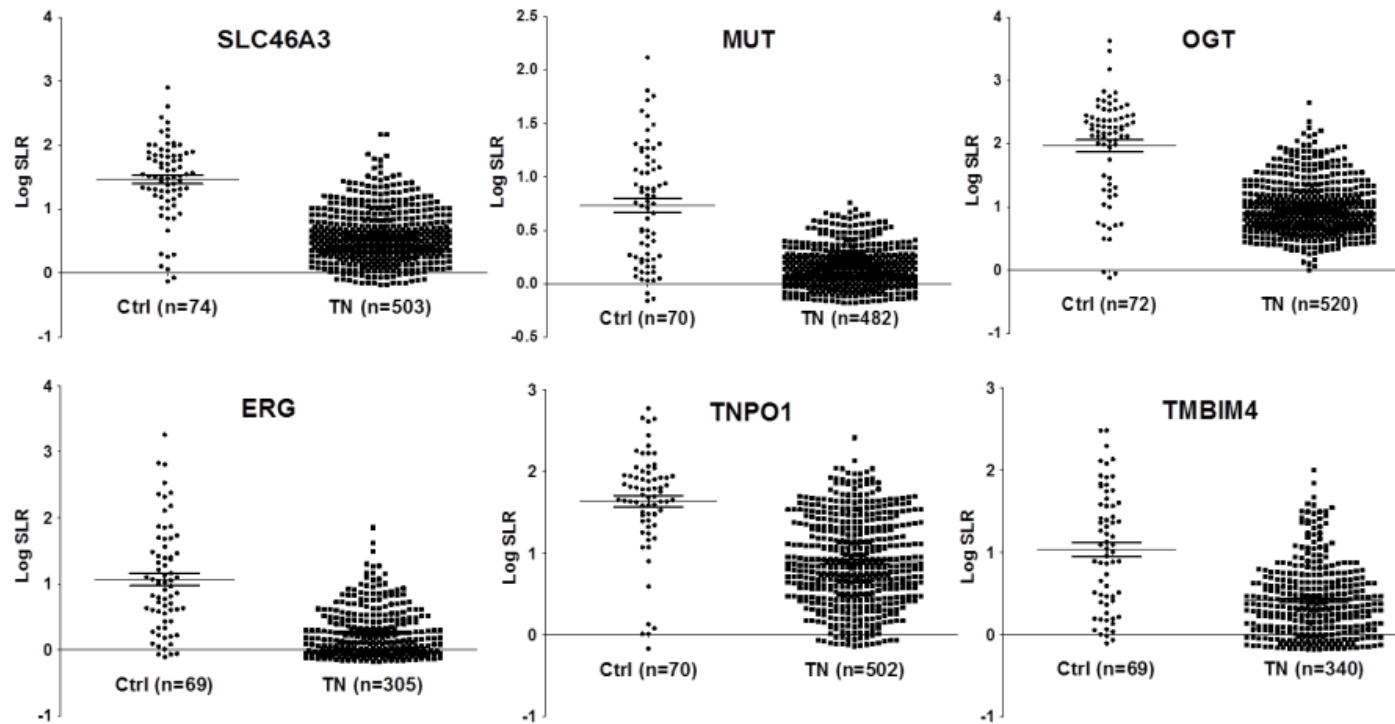 SLC46A3
Log SLR
4
3
2
1
0
-1
Ctrl (n=74) TN (n=503)
MUT
Log SLR
2.5
2.0
1.5
1.0
0.5
0.0
-0.5
Ctrl (n=70) TN (n=482)
OGT
Log SLR
4
3
2
1
0
-1
Ctrl (n=72) TN (n=520)
ERG
Log SLR
4
3
2
1
0
-1
Ctrl (n=69) TN (n=305)
TNPO1
Log SLR
3
2
1
0
-1
Ctrl (n=70) TN (n=502)
TMBIM4
Log SLR
3
2
1
0
-1
Ctrl (n=69) TN (n=340)